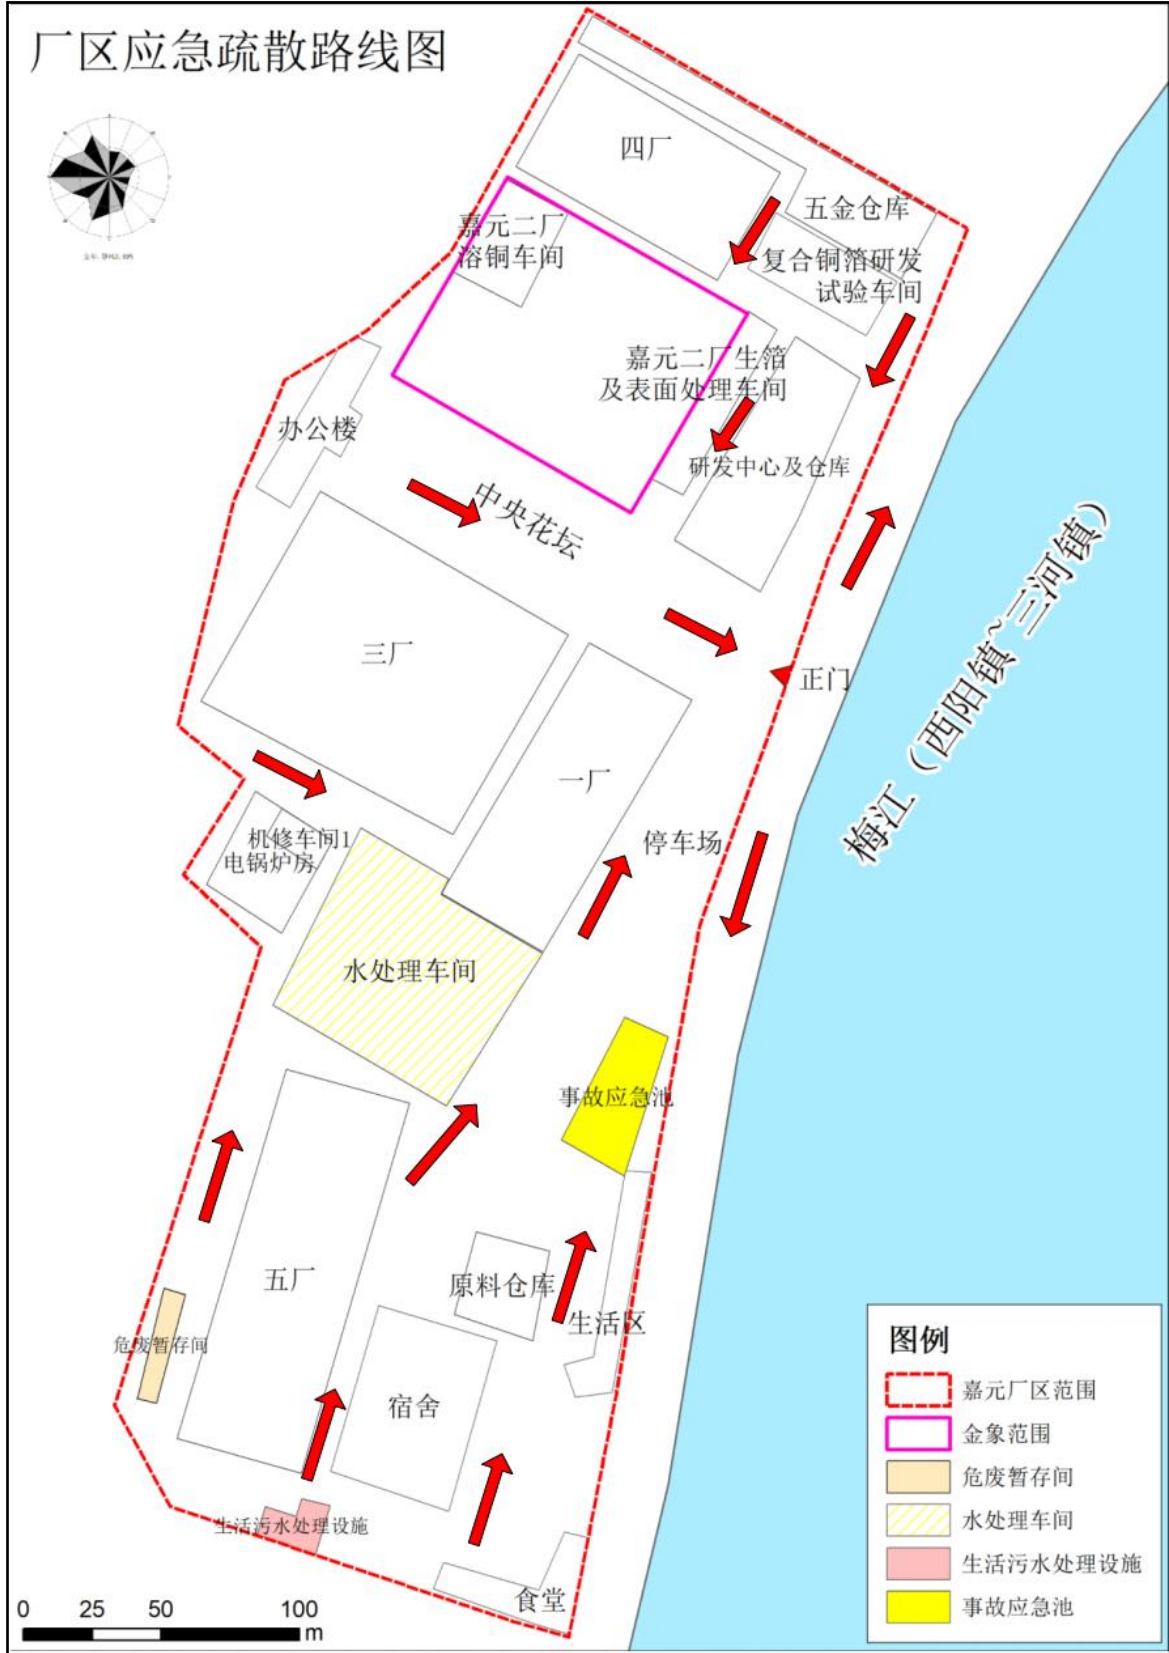 厂区应急疏散路线图
四厂
五金仓库
嘉元二厂
溶铜车间
复合铜箔研发
试验车间
嘉元二厂生箔
及表面处理车间
办公楼
研发中心及仓库
中央花坛
三厂
正门
梅江（西阳镇~三河镇）
一厂
停车场
机修车间1
电锅炉房
水处理车间
事故应急池
五厂
原料仓库
生活区
危废暂存间
宿舍
生活污水处理设施
食堂
0 25 50 100
m
图例
嘉元厂区范围
金象范围
危废暂存间
水处理车间
生活污水处理设施
事故应急池